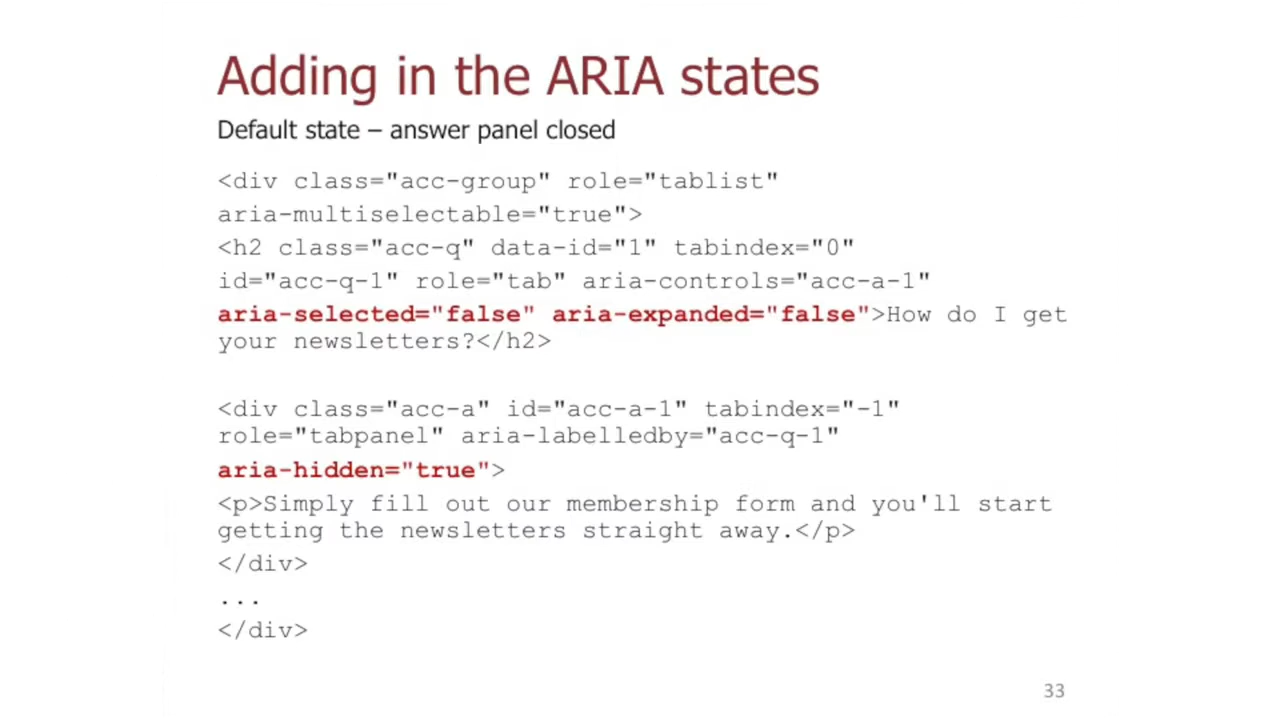 Adding in the ARIA states
Default state – answer panel closed
<div class="acc-group" role="tablist"
aria-multiselectable="true">
<h2 class="acc-q" data-id="1" tabindex="0"
id="acc-q-1" role="tab" aria-controls="acc-a-1"
aria-selected="false" aria-expanded="false">How do I get
your newsletters?</h2>
<div class="acc-a" id="acc-a-1" tabindex="-1"
role="tabpanel" aria-labelledby="acc-q-1"
aria-hidden="true">
<p>Simply fill out our membership form and you'll start
getting the newsletters straight away.</p>
</div>
...
</div>
33